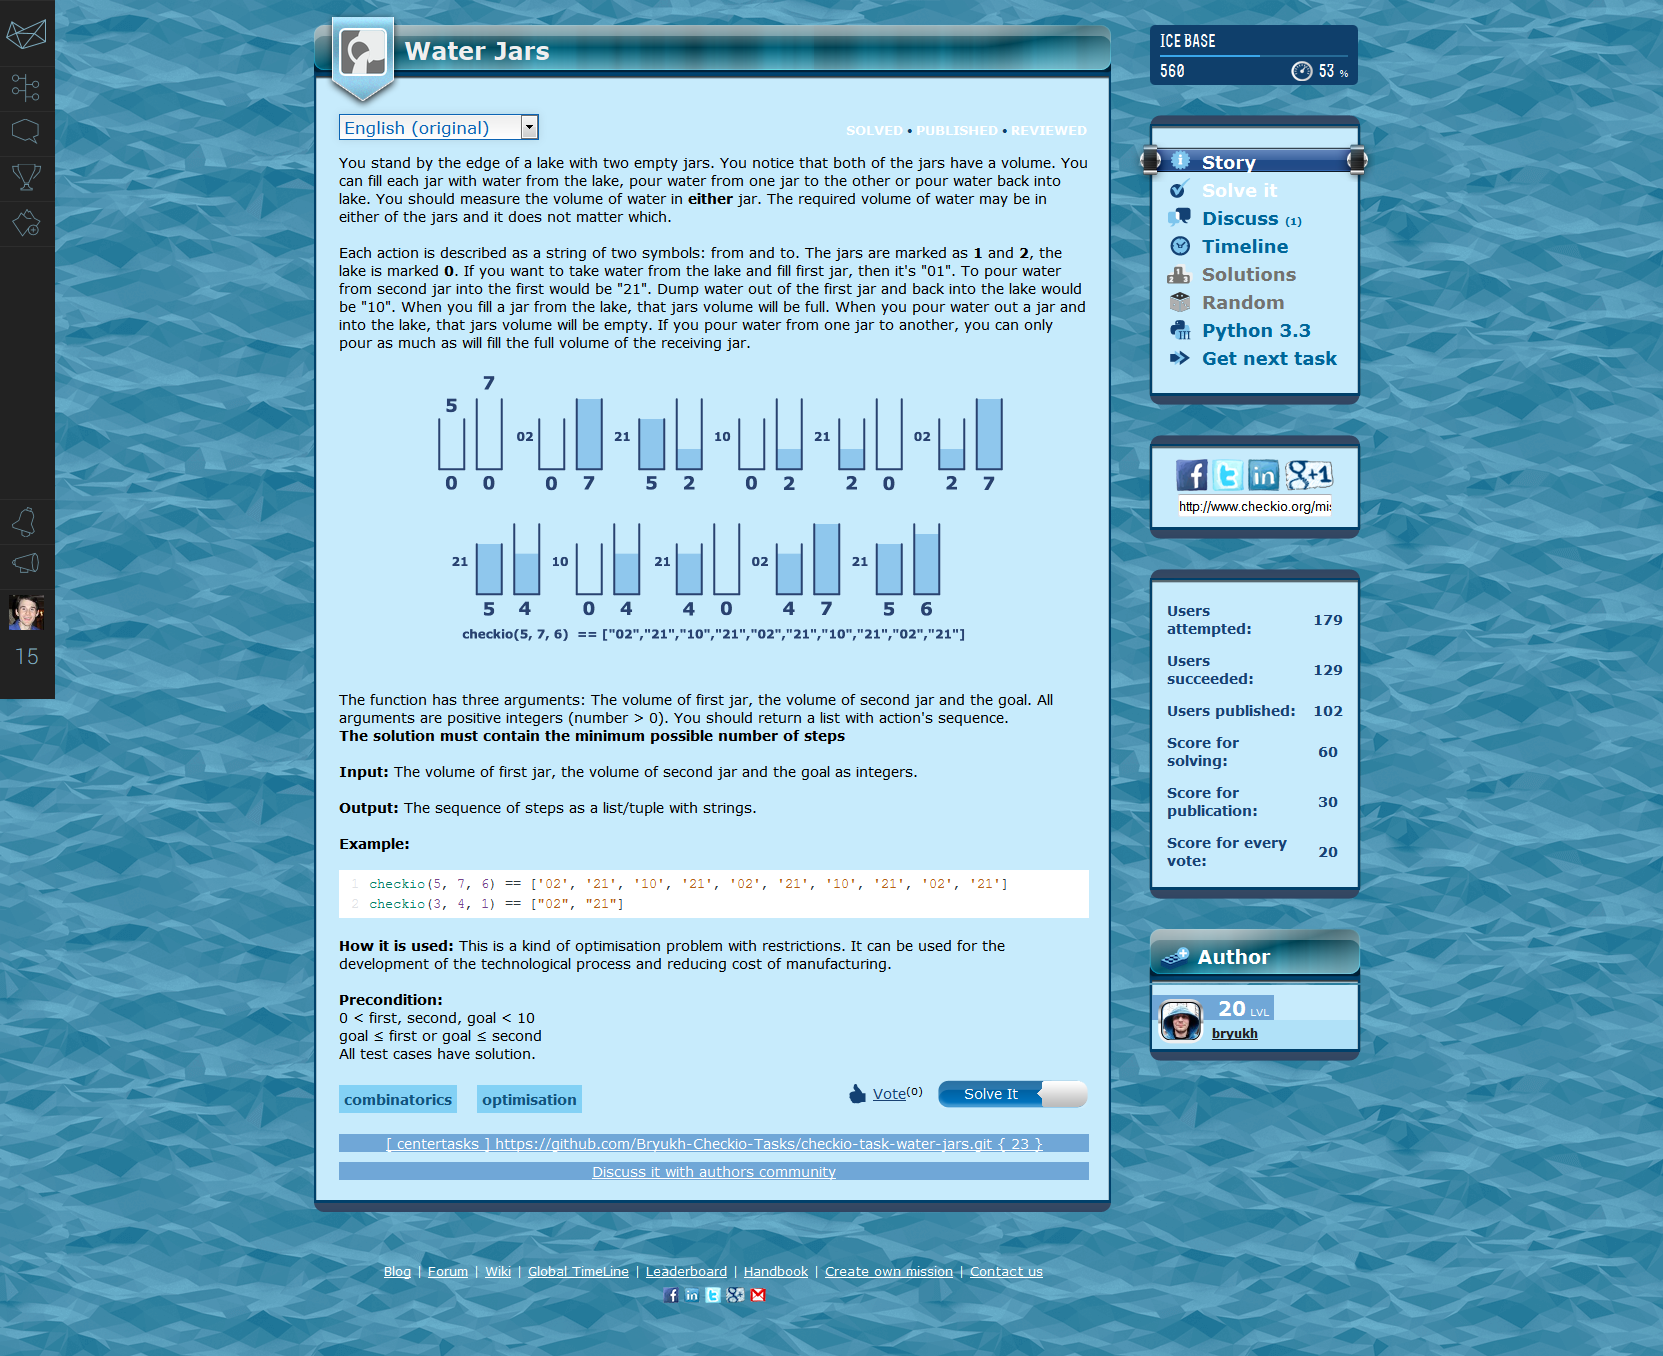 Water Jars
English (original)
SOLVED • PUBLISHED • REVIEWED
You stand by the edge of a lake with two empty jars. You notice that both of the jars have a volume. You
can fill each jar with water from the lake, pour water from one jar to the other or pour water back into
lake. You should measure the volume of water in either jar. The required volume of water may be in
either of the jars and it does not matter which.
Each action is described as a string of two symbols: from and to. The jars are marked as 1 and 2, the
lake is marked 0. If you want to take water from the lake and fill first jar, then it's "01". To pour water
from second jar into the first would be "21". Dump water out of the first jar and back into the lake would
be "10". When you fill a jar from the lake, that jars volume will be full. When you pour water out a jar and
into the lake, that jars volume will be empty. If you pour water from one jar to another, you can only
pour as much as will fill the full volume of the receiving jar.
7
5
02 21 10 21 02
0 0 0 7 5 2 0 2 2 0 2 7
21 10 21 02 21
5 4 0 4 4 0 4 7 5 6
checkio(5, 7, 6) == ["02","21","10","21","02","21","10","21","02","21"]
The function has three arguments: The volume of first jar, the volume of second jar and the goal. All
arguments are positive integers (number > 0). You should return a list with action's sequence.
The solution must contain the minimum possible number of steps
Input: The volume of first jar, the volume of second jar and the goal as integers.
Output: The sequence of steps as a list/tuple with strings.
Example:
1 checkio(5, 7, 6) == ['02', '21', '10', '21', '02', '21', '10', '21', '02', '21']
2 checkio(3, 4, 1) == ["02", "21"]
How it is used: This is a kind of optimisation problem with restrictions. It can be used for the
development of the technological process and reducing cost of manufacturing.
Precondition:
0 < first, second, goal < 10
goal ≤ first or goal ≤ second
All test cases have solution.
combinatorics optimisation
Vote(0) Solve It
[ centertasks ] https://github.com/Bryukh-Checkio-Tasks/checkio-task-water-jars.git { 23 }
Discuss it with authors community
ICE BASE
560 53 %
Story
Solve it
Discuss (1)
Timeline
Solutions
Random
Python 3.3
Get next task
f t in g+1
http://www.checkio.org/mis
Users
attempted: 179
Users
succeeded: 129
Users published: 102
Score for
solving: 60
Score for
publication: 30
Score for every
vote: 20
Author
20 LVL
bryukh
15
Blog | Forum | Wiki | Global TimeLine | Leaderboard | Handbook | Create own mission | Contact us